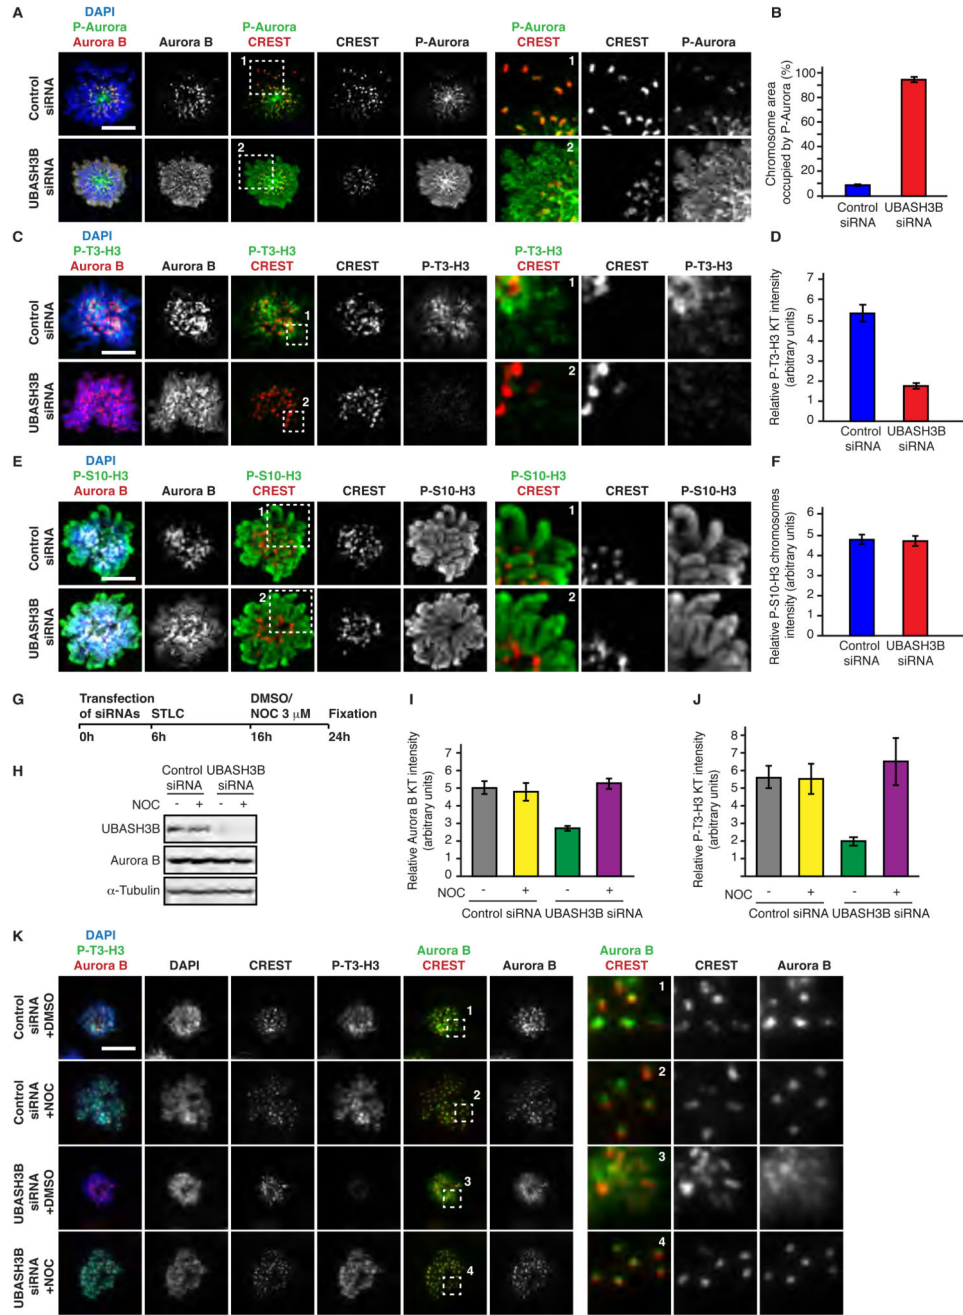 A
DAPI
P-Aurora
Aurora B
Aurora B
P-Aurora
CREST
CREST
P-Aurora
P-Aurora
CREST
CREST
P-Aurora
Control
siRNA
1
1
UBASH3B
siRNA
2
2
B
Chromosome area
occupied by P-Aurora (%)
100
80
60
40
20
0
Control
siRNA
UBASH3B
siRNA
C
DAPI
P-T3-H3
Aurora B
Aurora B
P-T3-H3
CREST
CREST
P-T3-H3
P-T3-H3
CREST
CREST
P-T3-H3
Control
siRNA
1
1
UBASH3B
siRNA
2
2
D
Relative P-T3-H3 KT intensity
(arbitrary units)
7
6
5
4
3
2
1
0
Control
siRNA
UBASH3B
siRNA
E
DAPI
P-S10-H3
Aurora B
Aurora B
P-S10-H3
CREST
CREST
P-S10-H3
P-S10-H3
CREST
CREST
P-S10-H3
Control
siRNA
1
1
UBASH3B
siRNA
2
2
F
Relative P-S10-H3 chromosomes
intensity (arbitrary units)
6
5
4
3
2
1
0
Control
siRNA
UBASH3B
siRNA
G
Transfection
of siRNAs
STLC
DMSO/
NOC 3 μM
Fixation
0h
6h
16h
24h
H
Control
siRNA
UBASH3B
siRNA
NOC - + - +
UBASH3B
Aurora B
α-Tubulin
I
Relative Aurora B KT intensity
(arbitrary units)
7
6
5
4
3
2
1
0
NOC - + - +
Control siRNA UBASH3B siRNA
J
Relative P-T3-H3 KT intensity
(arbitrary units)
8
7
6
5
4
3
2
1
NOC - + - +
Control siRNA UBASH3B siRNA
K
DAPI
P-T3-H3
Aurora B
DAPI
CREST
P-T3-H3
Aurora B
CREST
Aurora B
Aurora B
CREST
CREST
Aurora B
Control
siRNA
+DMSO
1
1
Control
siRNA
+NOC
2
2
UBASH3B
siRNA
+DMSO
3
3
UBASH3B
siRNA
+NOC
4
4